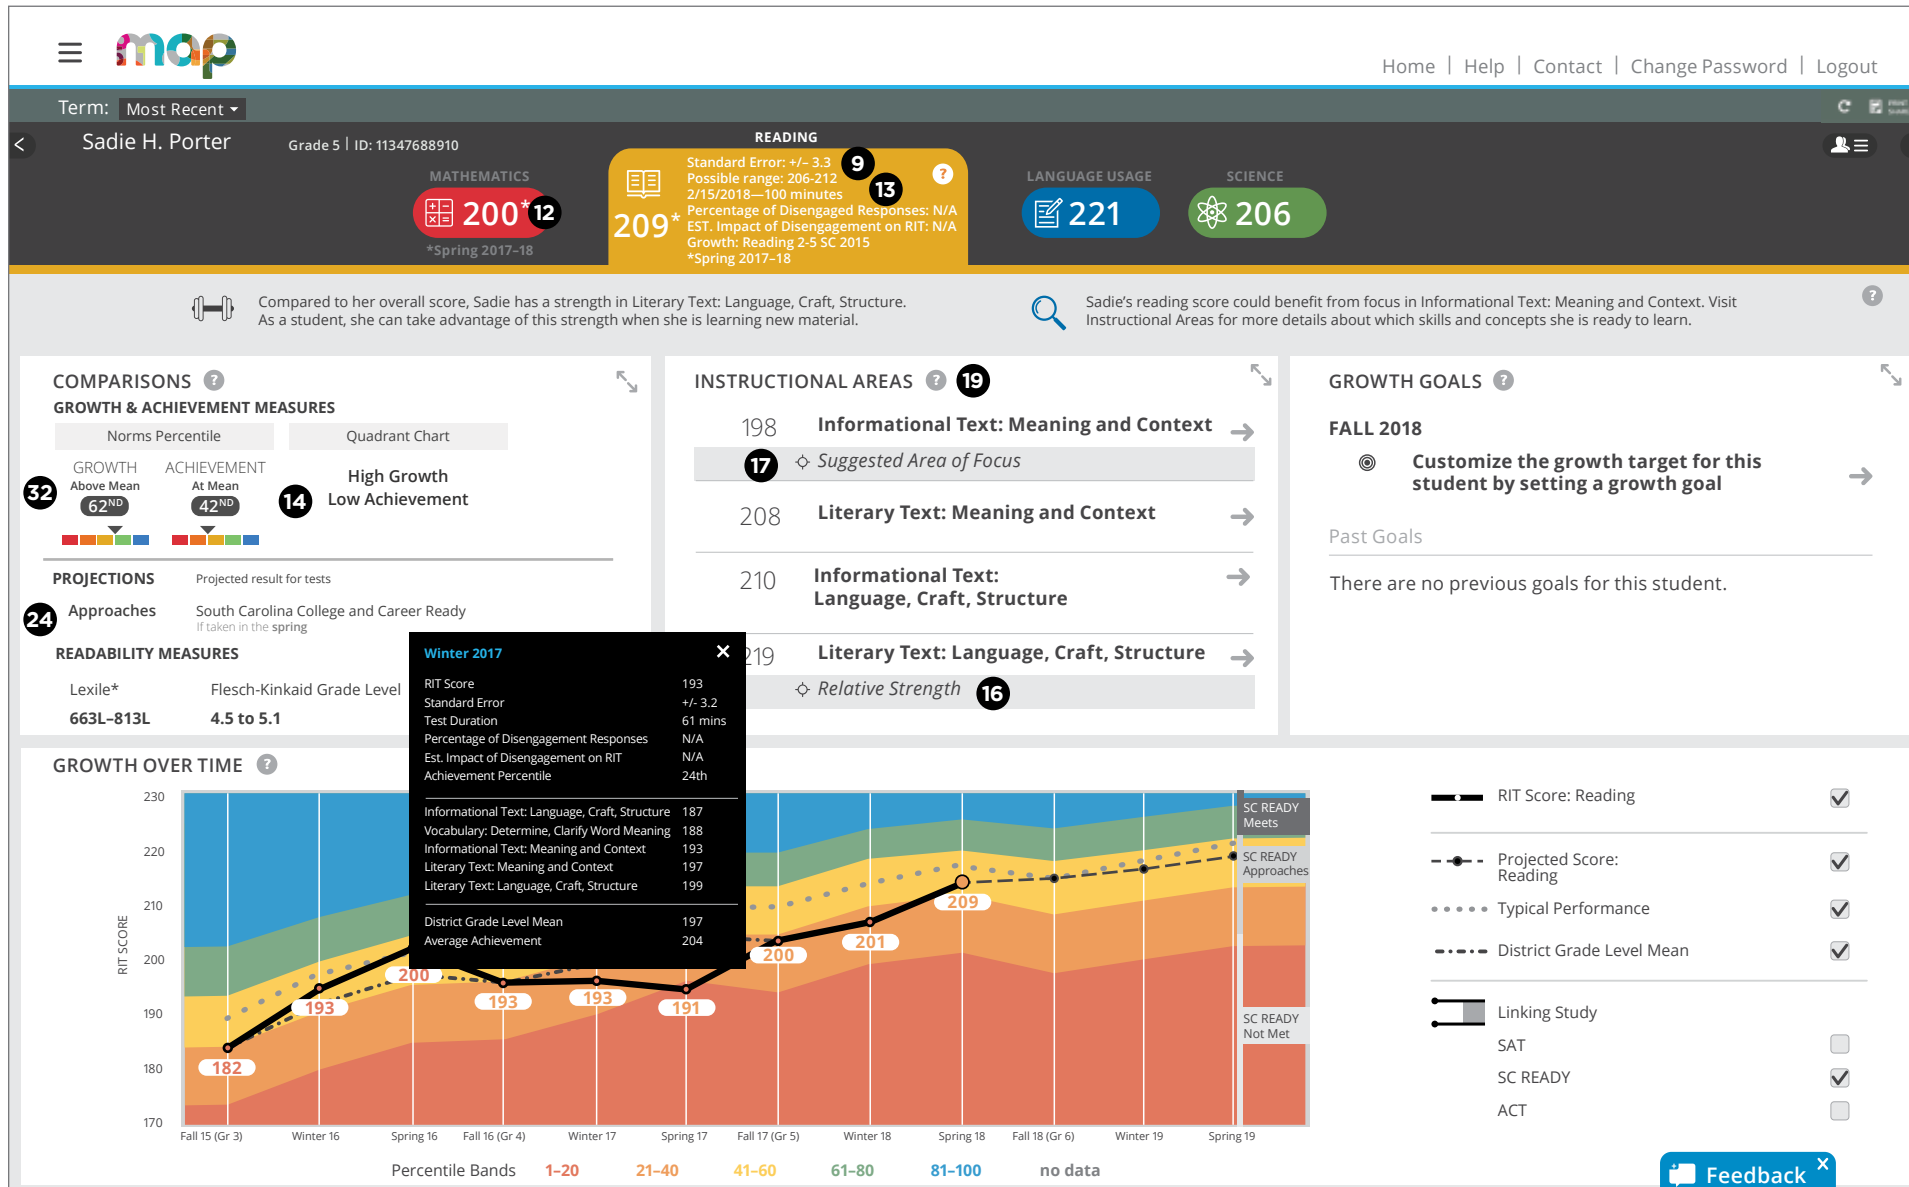 map
Home | Help | Contact | Change Password | Logout
Term: Most Recent
Sadie H. Porter
Grade 5 | ID: 11347688910
MATHEMATICS
200*
12
*Spring 2017–18
READING
209*
Standard Error: +/– 3.3
9
Possible range: 206-212
13
2/15/2018—100 minutes
Percentage of Disengaged Responses: N/A
EST. Impact of Disengagement on RIT: N/A
Growth: Reading 2-5 SC 2015
*Spring 2017–18
?
LANGUAGE USAGE
221
SCIENCE
206
Compared to her overall score, Sadie has a strength in Literary Text: Language, Craft, Structure.
As a student, she can take advantage of this strength when she is learning new material.
Sadie's reading score could benefit from focus in Informational Text: Meaning and Context. Visit
Instructional Areas for more details about which skills and concepts she is ready to learn.
?
COMPARISONS ?
GROWTH & ACHIEVEMENT MEASURES
Norms Percentile
Quadrant Chart
GROWTH
Above Mean
62ND
32
ACHIEVEMENT
At Mean
42ND
14
High Growth
Low Achievement
PROJECTIONS
Projected result for tests
24
Approaches
South Carolina College and Career Ready
If taken in the spring
READABILITY MEASURES
Lexile*
Flesch-Kinkaid Grade Level
663L–813L
4.5 to 5.1
INSTRUCTIONAL AREAS ? 19
198 Informational Text: Meaning and Context
17 Suggested Area of Focus
208 Literary Text: Meaning and Context
210 Informational Text:
Language, Craft, Structure
219 Literary Text: Language, Craft, Structure
Relative Strength 16
GROWTH GOALS ?
FALL 2018
Customize the growth target for this
student by setting a growth goal
Past Goals
There are no previous goals for this student.
Winter 2017
RIT Score 193
Standard Error +/- 3.2
Test Duration 61 mins
Percentage of Disengagement Responses N/A
Est. Impact of Disengagement on RIT N/A
Achievement Percentile 24th
Informational Text: Language, Craft, Structure 187
Vocabulary: Determine, Clarify Word Meaning 188
Informational Text: Meaning and Context 193
Literary Text: Meaning and Context 197
Literary Text: Language, Craft, Structure 199
District Grade Level Mean 197
Average Achievement 204
GROWTH OVER TIME ?
RIT SCORE
230
220
210
200
190
180
170
182
193
200
193
193
191
200
201
209
SC READY
Meets
SC READY
Approaches
SC READY
Not Met
Fall 15 (Gr 3) Winter 16 Spring 16 Fall 16 (Gr 4) Winter 17 Spring 17 Fall 17 (Gr 5) Winter 18 Spring 18 Fall 18 (Gr 6) Winter 19 Spring 19
Percentile Bands 1–20 21–40 41–60 61–80 81–100 no data
RIT Score: Reading
Projected Score:
Reading
Typical Performance
District Grade Level Mean
Linking Study
SAT
SC READY
ACT
Feedback